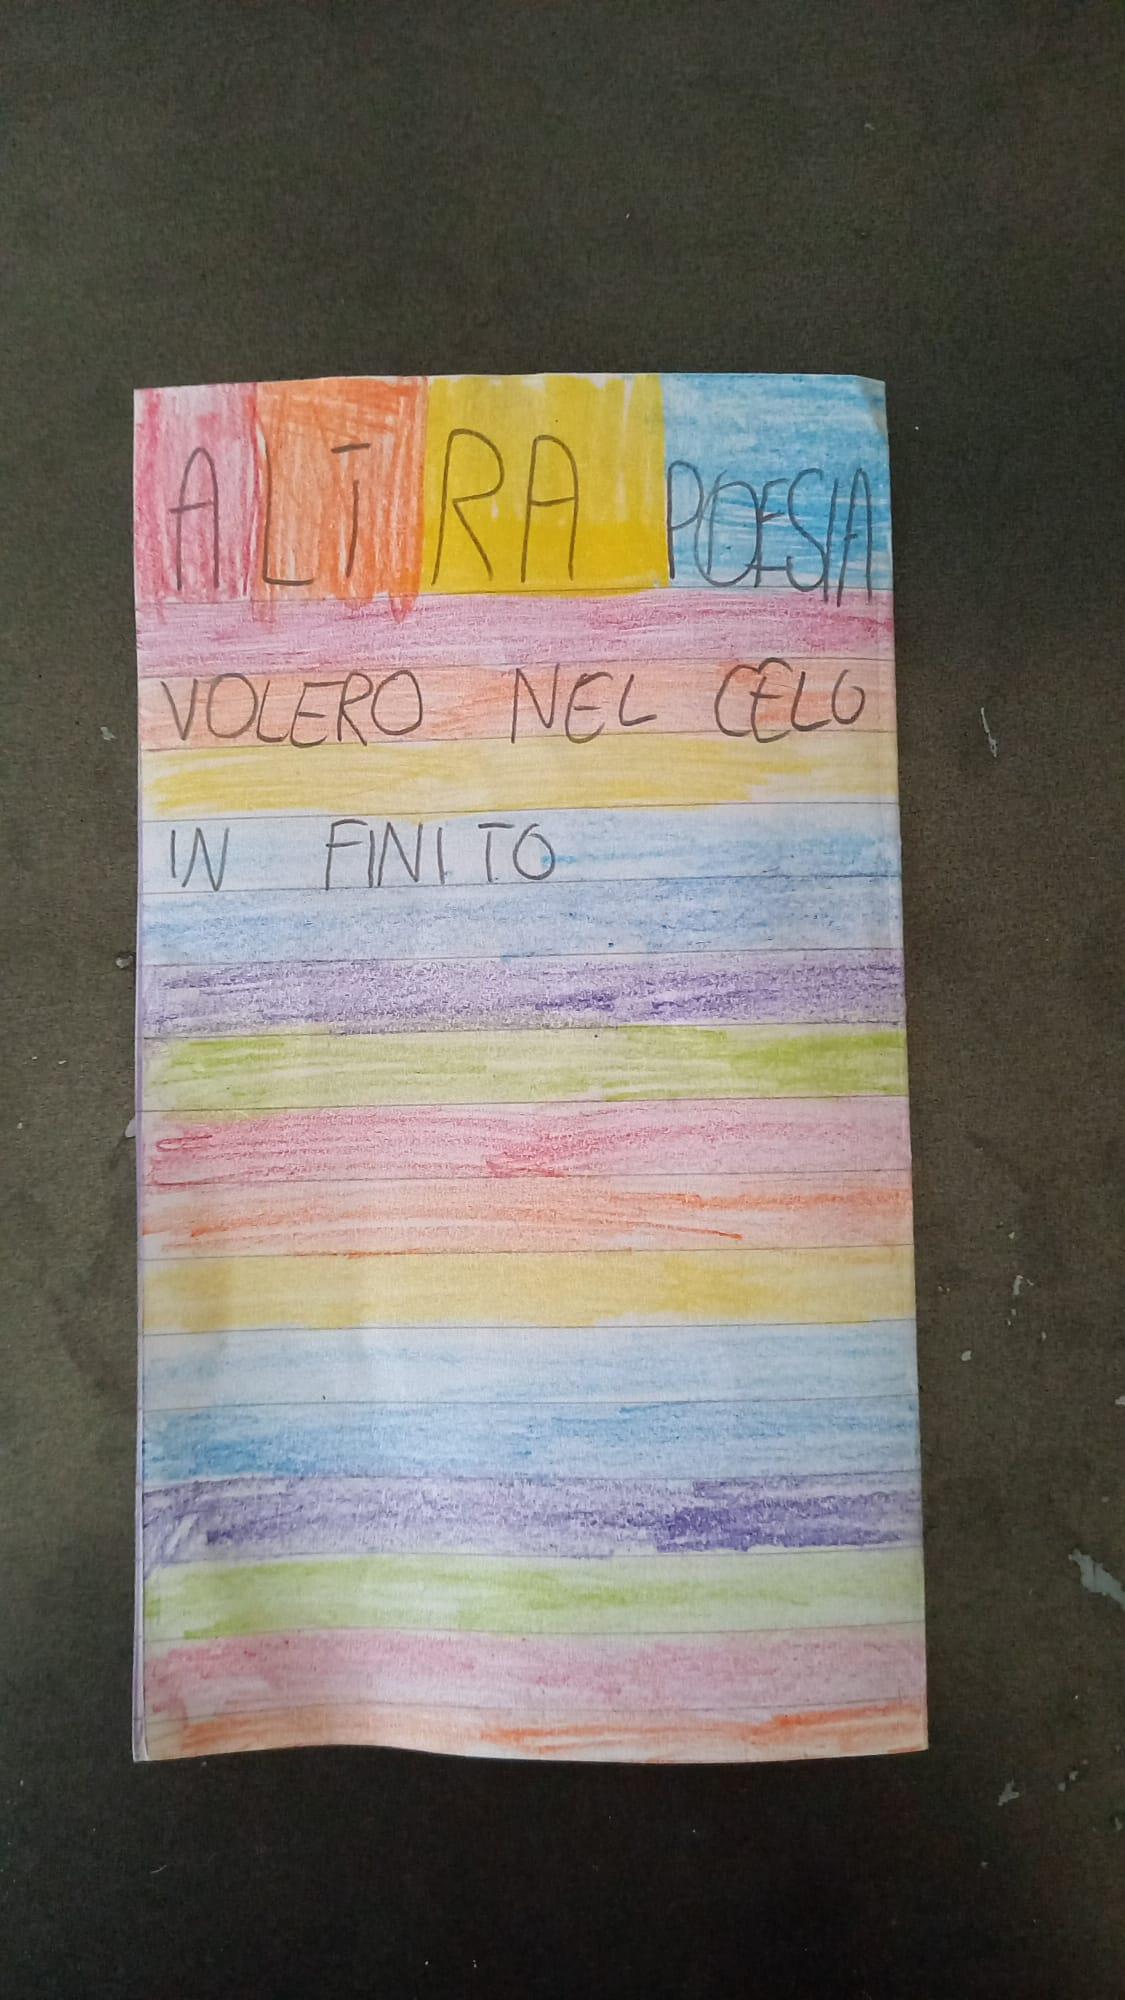 ALTRA POESIA
VOLERO NEL CELO
IN FINITO